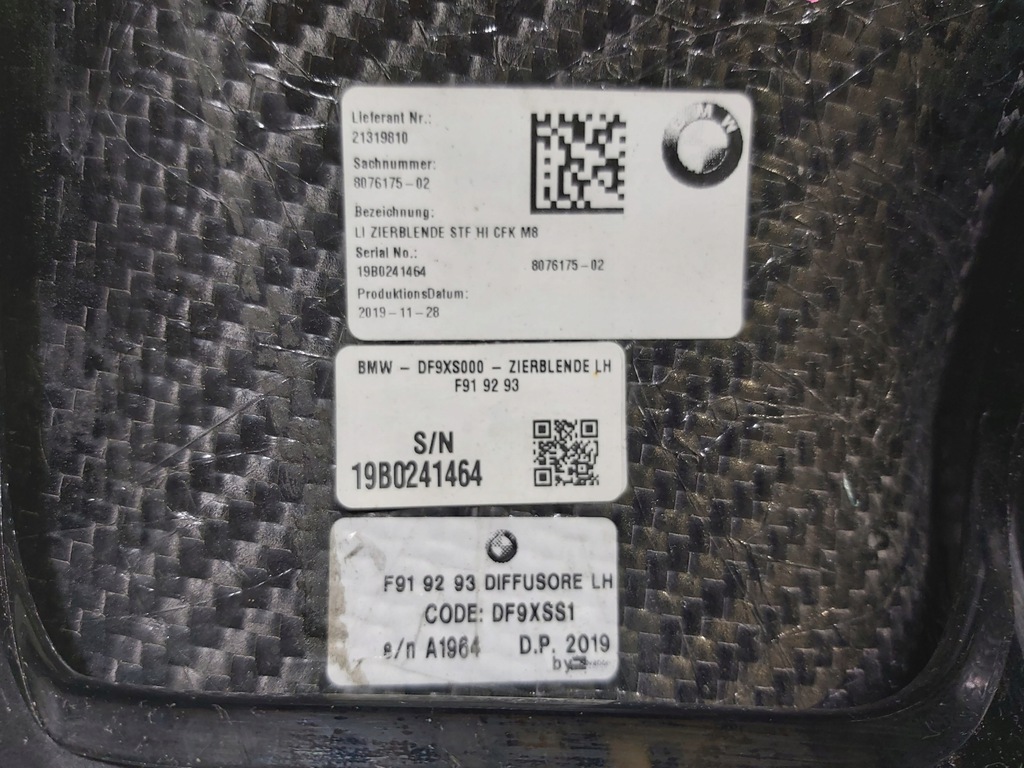 Lieferant Nr.:
21319810
Sachnummer:
8076175-02
Bezeichnung:
LI ZIERBLENDE STF HI CFK M8
Serial No.:
19B0241464
8076175-02
ProduktionsDatum:
2019-11-28
BMW
BMW - DF9XS000 - ZIERBLENDE LH
F91 92 93
S/N
19B0241464
F91 92 93 DIFFUSORE LH
CODE: DF9XSS1
s/n A1964 D.P. 2019
by